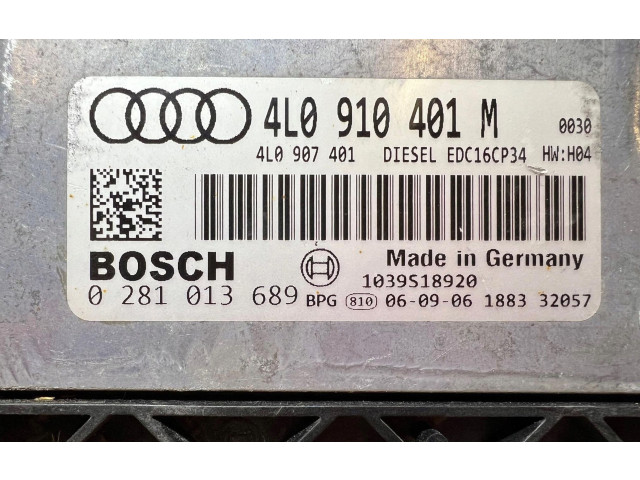 4L0 910 401 M 0030
4L0 907 401 DIESEL EDC16CP34 HW:H04
BOSCH Made in Germany
1039S18920
0 281 013 689 BPG 810 06-09-06 1883 32057